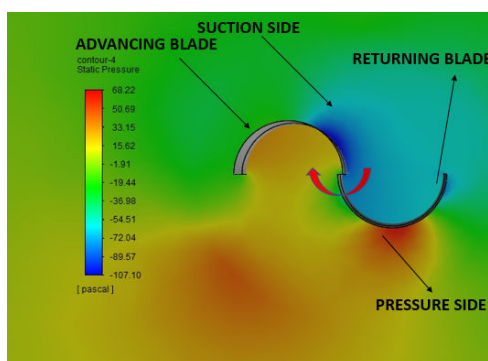 SUCTION SIDE
ADVANCING BLADE
RETURNING BLADE
contour-4
Static Pressure
68.22
50.69
33.15
15.62
-1.91
-19.44
-36.98
-54.51
-72.04
-89.57
-107.10
[ pascal ]
PRESSURE SIDE